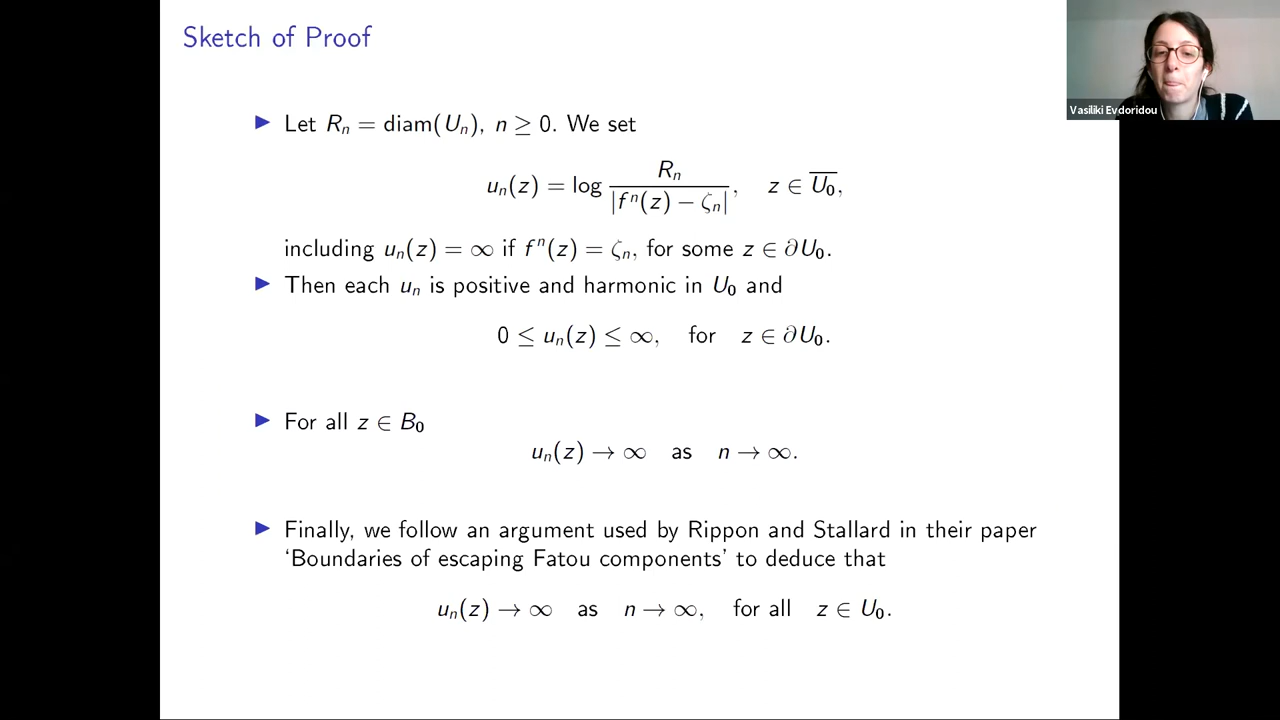 Sketch of Proof
▶ Let Rₙ = diam(Uₙ), n ≥ 0. We set
uₙ(z) = log Rₙ / |fⁿ(z) − ζₙ|, z ∈ U̅₀,
including uₙ(z) = ∞ if fⁿ(z) = ζₙ, for some z ∈ ∂U₀.
▶ Then each uₙ is positive and harmonic in U₀ and
0 ≤ uₙ(z) ≤ ∞, for z ∈ ∂U₀.
▶ For all z ∈ B₀
uₙ(z) → ∞ as n → ∞.
▶ Finally, we follow an argument used by Rippon and Stallard in their paper
‘Boundaries of escaping Fatou components’ to deduce that
uₙ(z) → ∞ as n → ∞, for all z ∈ U₀.
Vasiliki Evdoridou